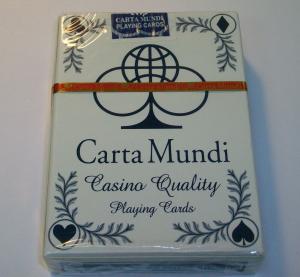 CARTA MUNDI
PLAYING CARDS
Carta Mundi
Casino Quality
Playing Cards